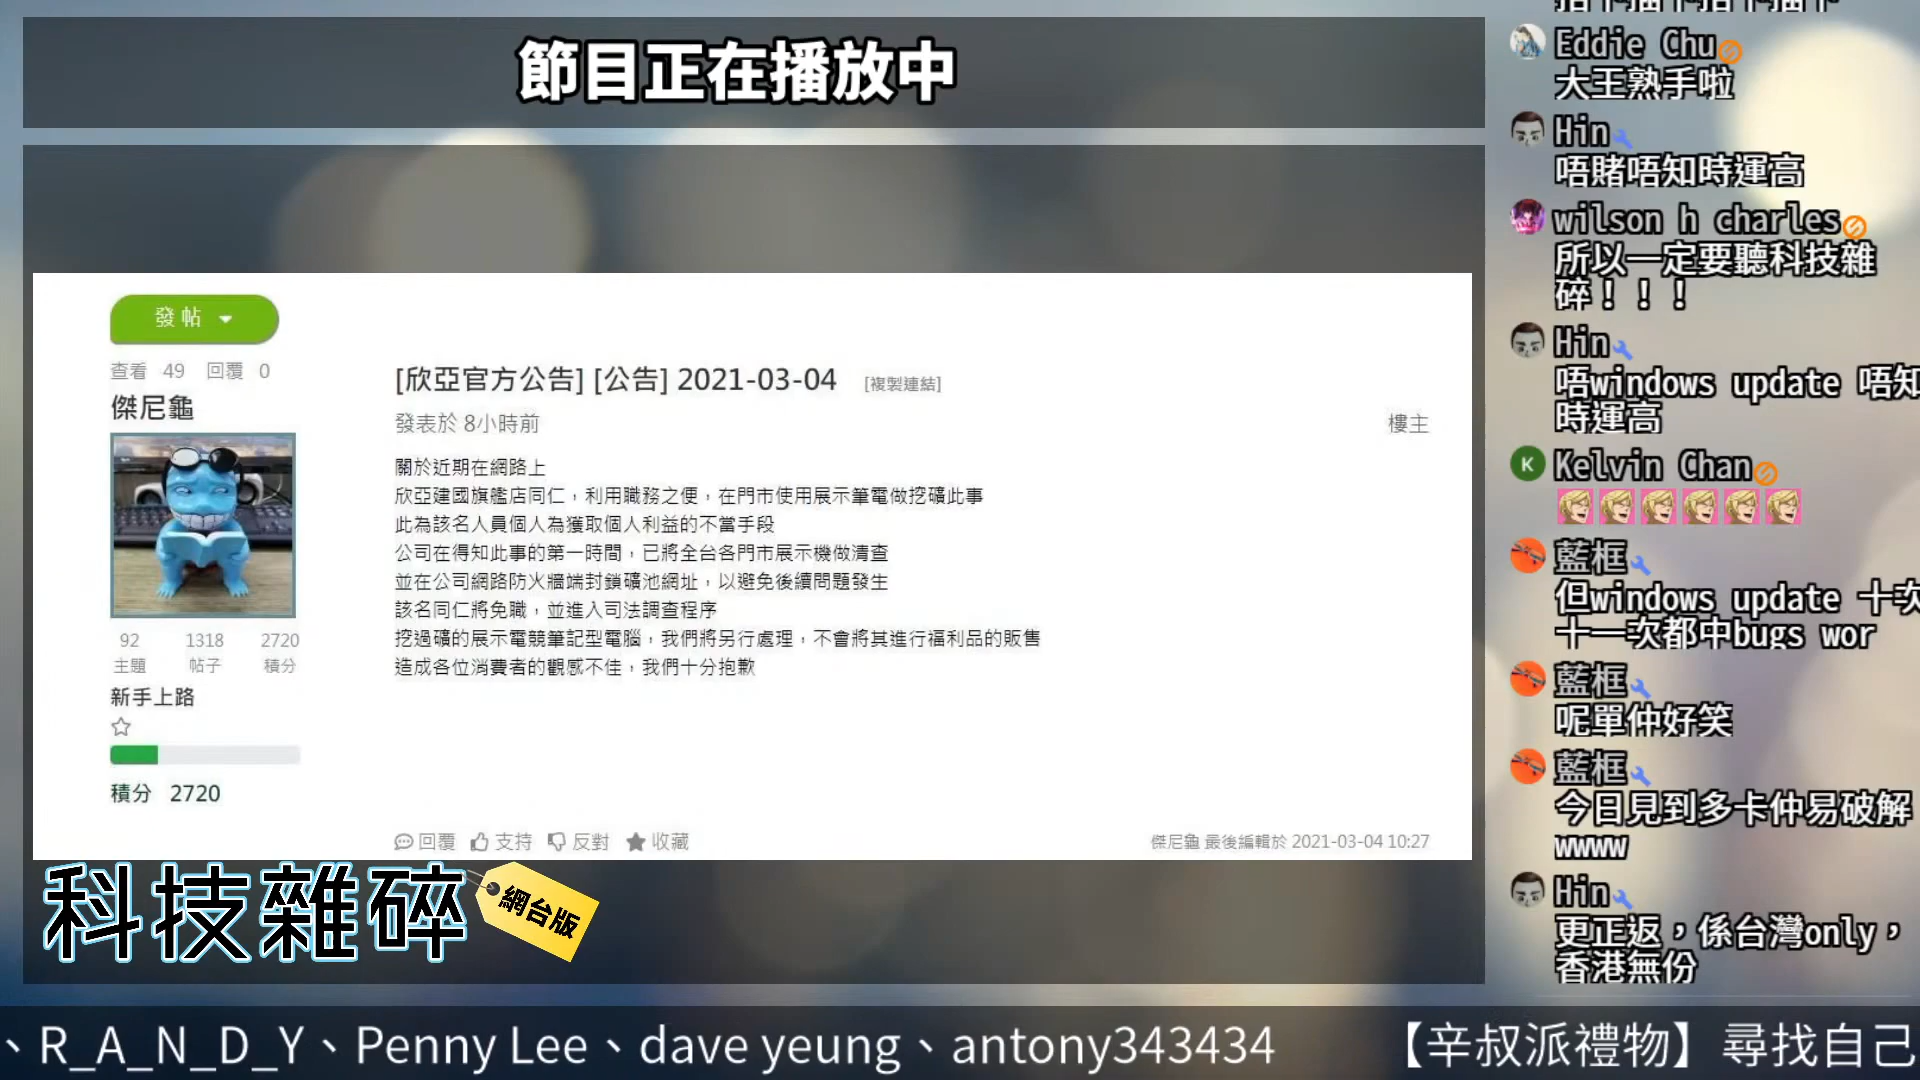 節目正在播放中
發帖
查看 49 回覆 0
傑尼龜
92 1318 2720
主題 帖子 積分
新手上路
積分 2720
[欣亞官方公告] [公告] 2021-03-04 [複製連結]
發表於 8小時前 樓主
關於近期在網路上
欣亞建國旗艦店同仁，利用職務之便，在門市使用展示筆電做挖礦此事
此為該名人員個人為獲取個人利益的不當手段
公司在得知此事的第一時間，已將全台各門市展示機做清查
並在公司網路防火牆端封鎖礦池網址，以避免後續問題發生
該名同仁將免職，並進入司法調查程序
挖過礦的展示電競筆記型電腦，我們將另行處理，不會將其進行福利品的販售
造成各位消費者的觀感不佳，我們十分抱歉
回覆 支持 反對 收藏
傑尼龜 最後編輯於 2021-03-04 10:27
科技雜碎
網台版
Eddie Chu
大王熟手啦
Hin
唔賭唔知時運高
wilson h charles
所以一定要聽科技雜
碎！！！
Hin
唔windows update 唔知
時運高
K
Kelvin Chan
藍框
但windows update 十次
十一次都中bugs wor
藍框
呢單仲好笑
藍框
今日見到多卡仲易破解
wwww
Hin
更正返，係台灣only，
香港無份
、R_A_N_D_Y、Penny Lee、dave yeung、antony343434
【辛叔派禮物】尋找自己